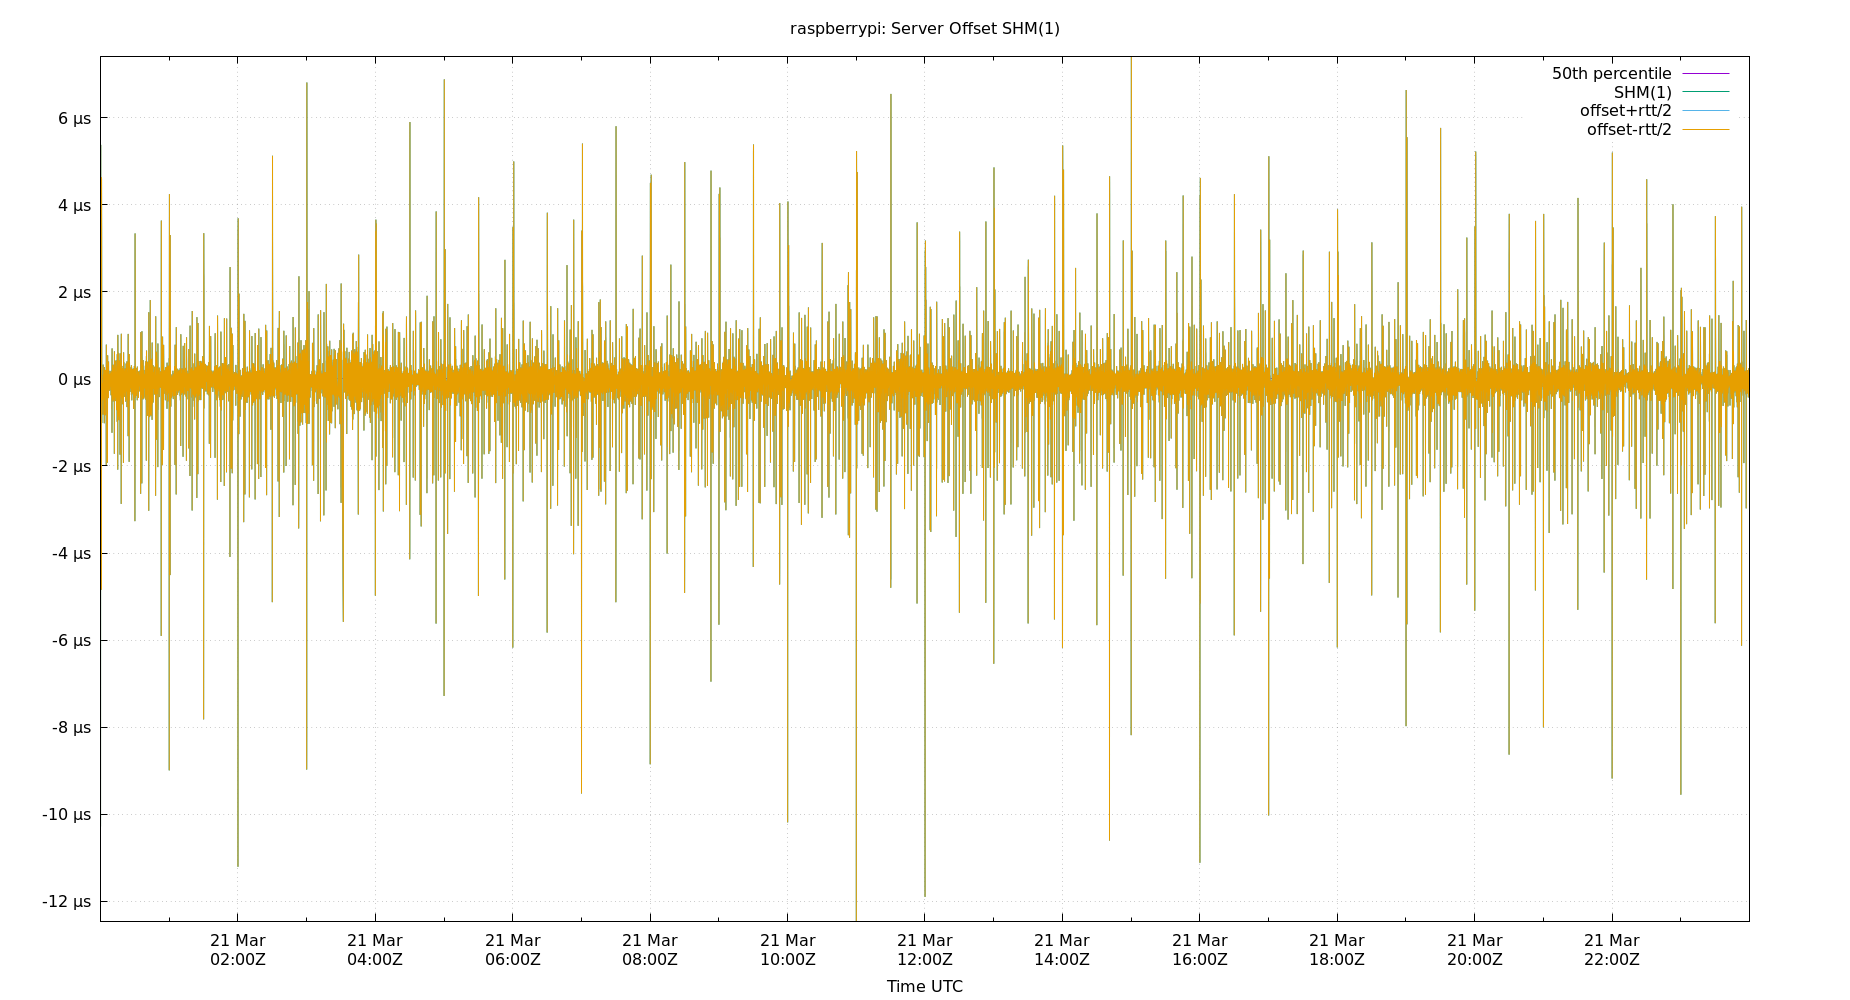 raspberrypi: Server Offset SHM(1)
50th percentile
SHM(1)
offset+rtt/2
offset-rtt/2
6 µs
4 µs
2 µs
0 µs
-2 µs
-4 µs
-6 µs
-8 µs
-10 µs
-12 µs
21 Mar 21 Mar 21 Mar 21 Mar 21 Mar 21 Mar 21 Mar 21 Mar 21 Mar 21 Mar 21 Mar
02:00Z 04:00Z 06:00Z 08:00Z 10:00Z 12:00Z 14:00Z 16:00Z 18:00Z 20:00Z 22:00Z
Time UTC